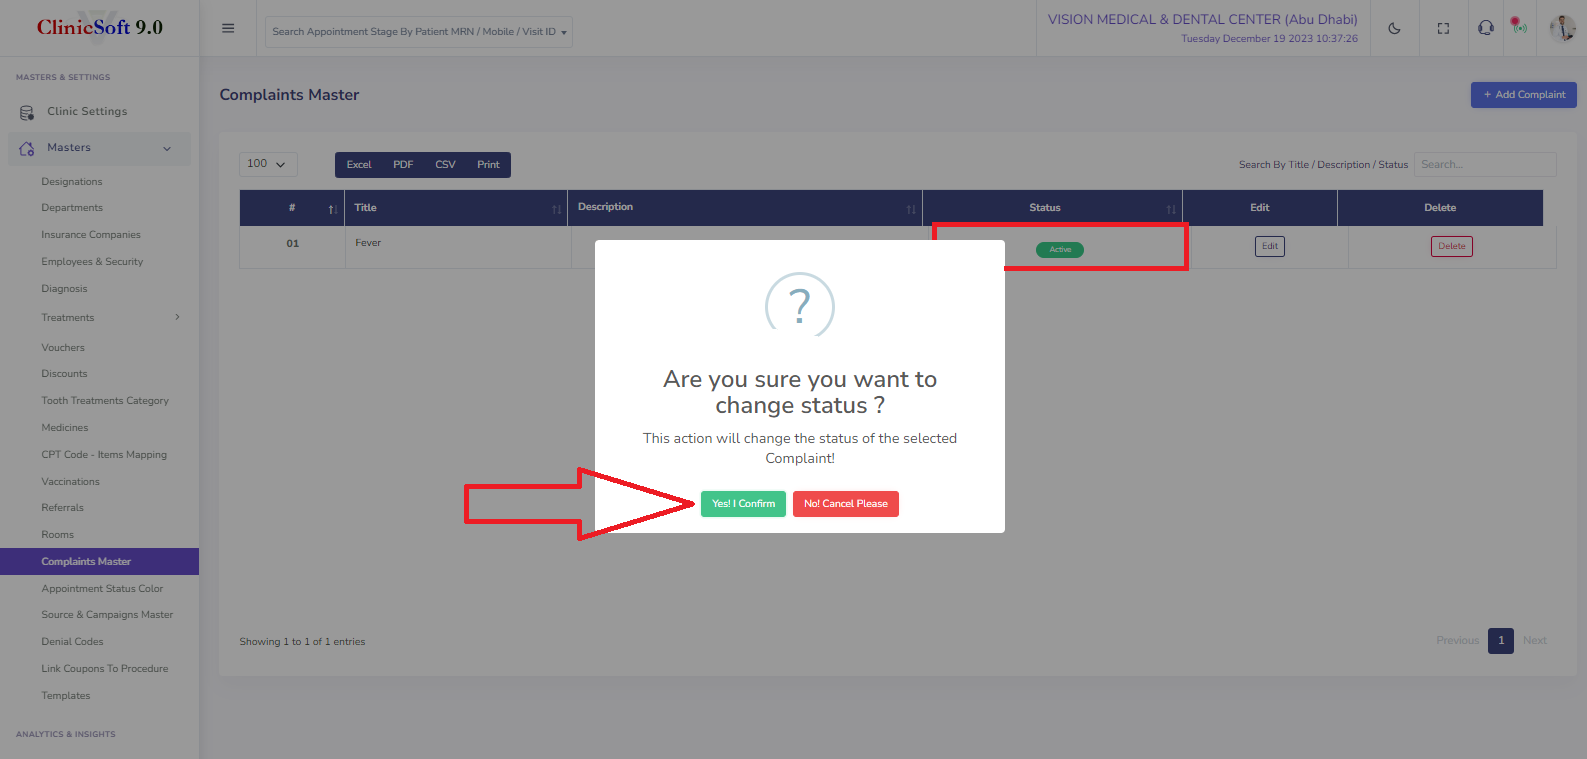 ClinicSoft 9.0
Search Appointment Stage By Patient MRN / Mobile / Visit ID
VISION MEDICAL & DENTAL CENTER (Abu Dhabi)
Tuesday December 19 2023 10:37:26
MASTERS & SETTINGS
Clinic Settings
Masters
Designations
Departments
Insurance Companies
Employees & Security
Diagnosis
Treatments
Vouchers
Discounts
Tooth Treatments Category
Medicines
CPT Code - Items Mapping
Vaccinations
Referrals
Rooms
Complaints Master
Appointment Status Color
Source & Campaigns Master
Denial Codes
Link Coupons To Procedure
Templates
ANALYTICS & INSIGHTS
Complaints Master
+ Add Complaint
100
Excel PDF CSV Print
Search By Title / Description / Status Search...
# Title Description Status Edit Delete
01 Fever Active Edit Delete
?
Are you sure you want to
change status ?
This action will change the status of the selected
Complaint!
Yes! I Confirm No! Cancel Please
Showing 1 to 1 of 1 entries
Previous 1 Next